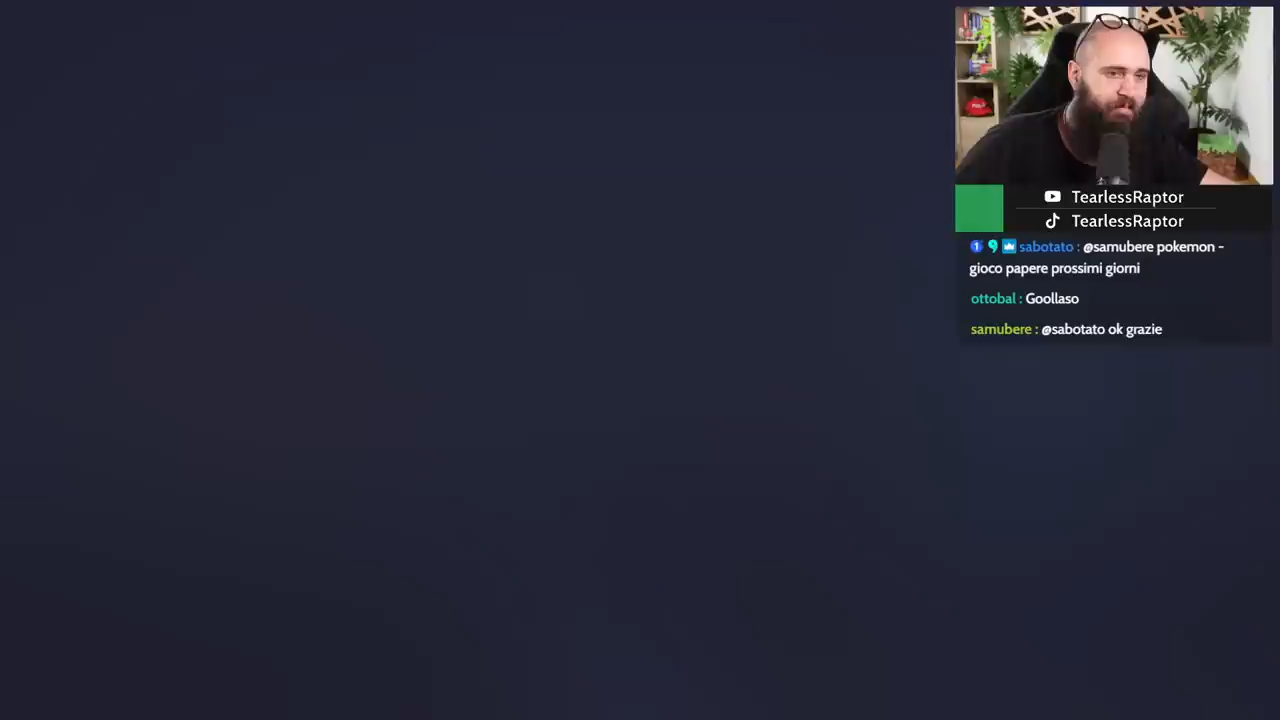 TearlessRaptor
TearlessRaptor
sabotato : @samubere pokemon -
gioco papere prossimi giorni
ottobal : Goollaso
samubere : @sabotato ok grazie